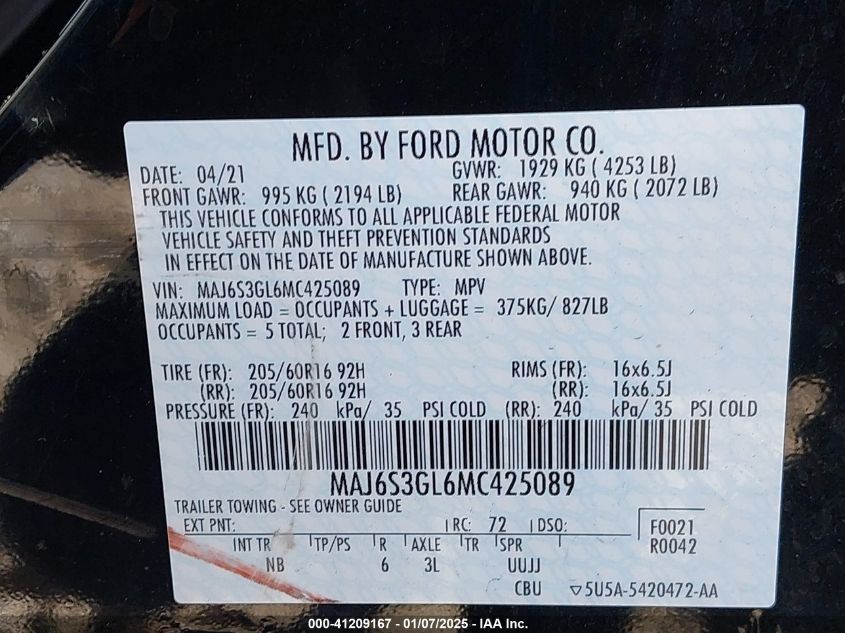 MFD. BY FORD MOTOR CO.
DATE: 04/21 GVWR: 1929 KG ( 4253 LB)
FRONT GAWR: 995 KG ( 2194 LB) REAR GAWR: 940 KG ( 2072 LB)
THIS VEHICLE CONFORMS TO ALL APPLICABLE FEDERAL MOTOR
VEHICLE SAFETY AND THEFT PREVENTION STANDARDS
IN EFFECT ON THE DATE OF MANUFACTURE SHOWN ABOVE.
VIN: MAJ6S3GL6MC425089 TYPE: MPV
MAXIMUM LOAD = OCCUPANTS + LUGGAGE = 375KG/ 827LB
OCCUPANTS = 5 TOTAL; 2 FRONT, 3 REAR
TIRE (FR): 205/60R16 92H RIMS (FR): 16x6.5J
(RR): 205/60R16 92H (RR): 16x6.5J
PRESSURE (FR): 240 kPa/ 35 PSI COLD (RR): 240 kPa/ 35 PSI COLD
MAJ6S3GL6MC425089
TRAILER TOWING - SEE OWNER GUIDE
EXT PNT: RC: 72 DSO: F0021
INT TR TP/PS R AXLE TR SPR R0042
NB 6 3L UUJJ
CBU ▽5U5A-5420472-AA
000-41209167 - 01/07/2025 - IAA Inc.